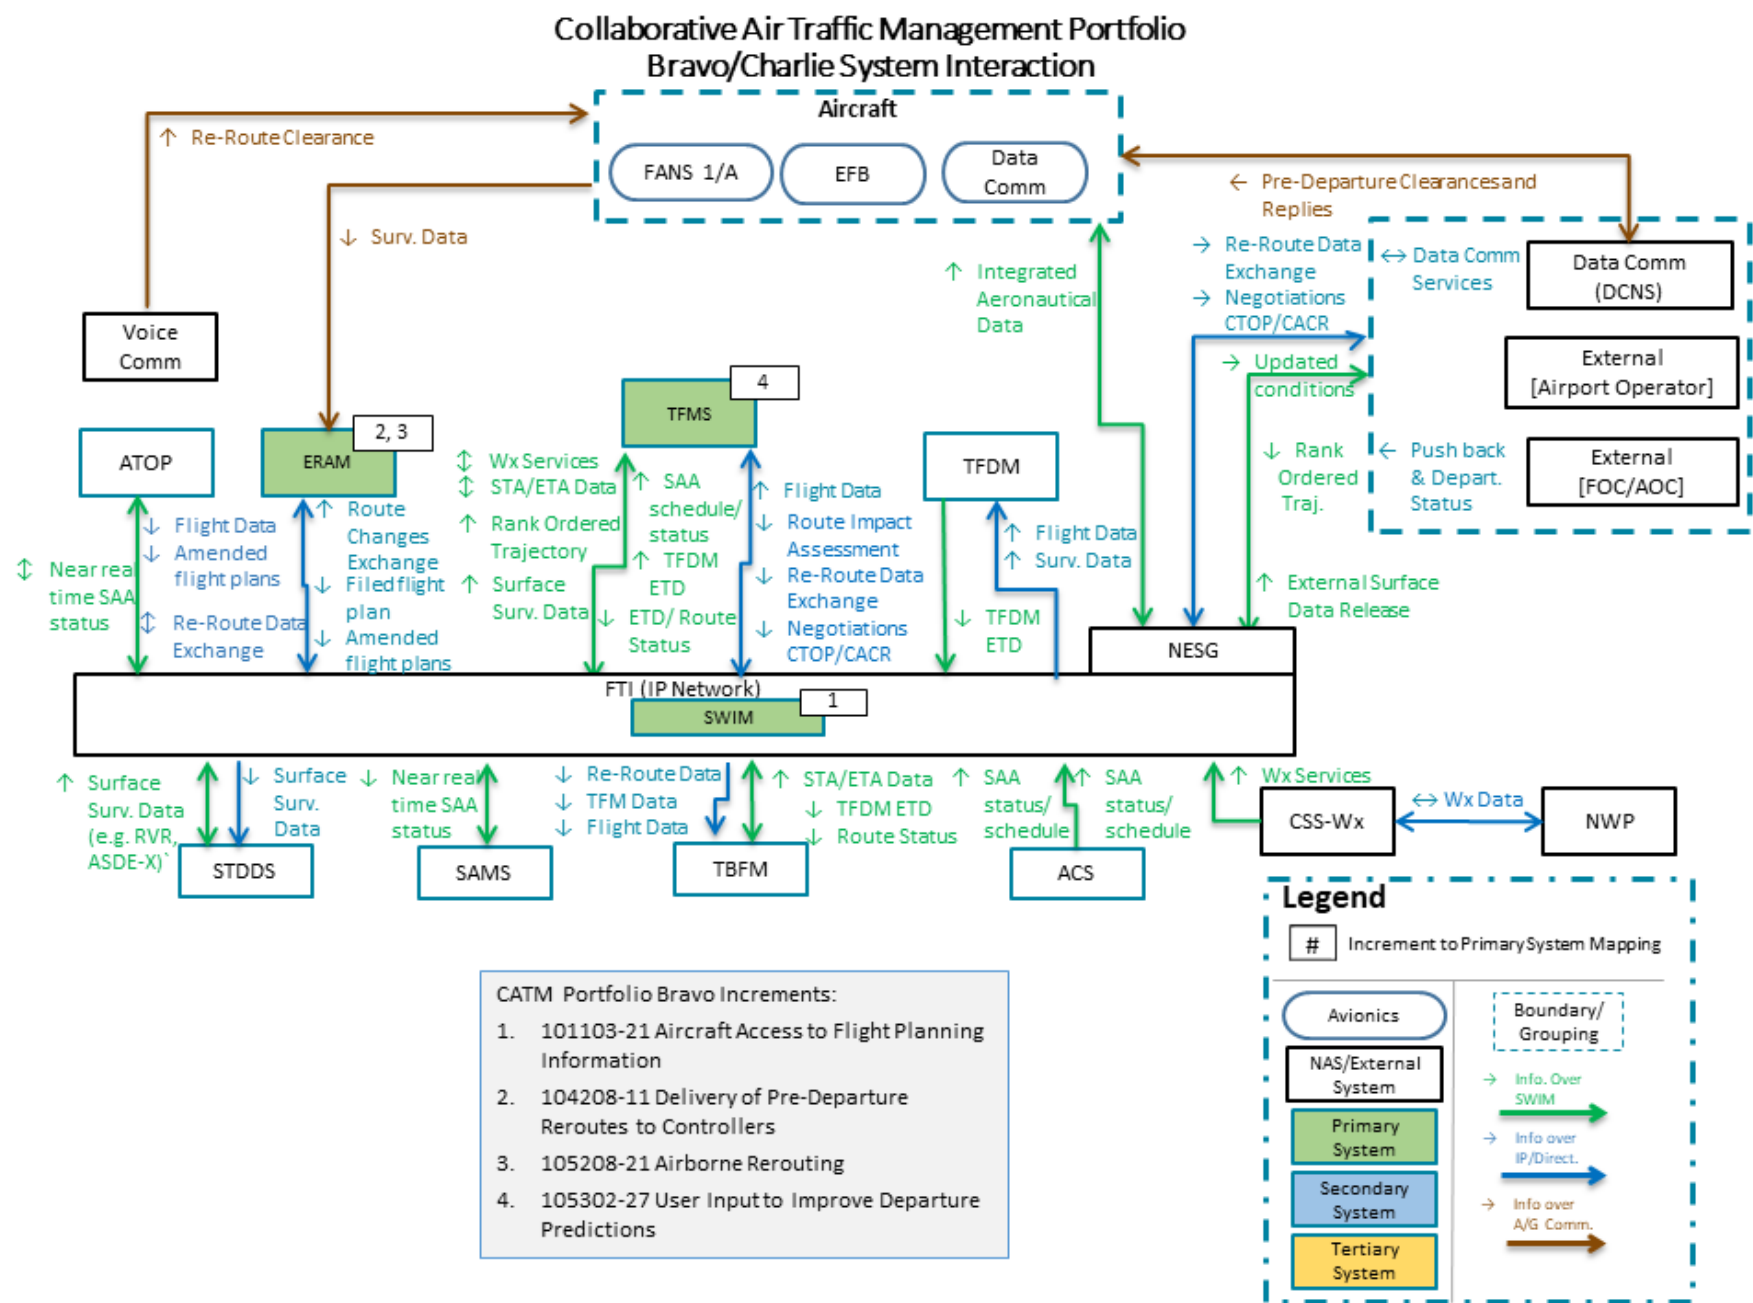 Collaborative Air Traffic Management Portfolio
Bravo/Charlie System Interaction
Aircraft
FANS 1/A
EFB
Data
Comm
↑ Re-Route Clearance
↓ Surv. Data
← Pre-Departure Clearances and
Replies
↑ Integrated
Aeronautical
Data
→ Re-Route Data
Exchange
→ Negotiations
CTOP/CACR
→ Updated
conditions
↔ Data Comm
Services
Data Comm
(DCNS)
External
[Airport Operator]
External
[FOC/AOC]
← Push back
& Depart.
Status
↓ Rank
Ordered
Traj.
↑ External Surface
Data Release
Voice
Comm
ATOP
ERAM
2, 3
TFMS
4
TFDM
↕ Near real
time SAA
status
↓ Flight Data
↓ Amended
flight plans
↕ Re-Route Data
Exchange
↑ Route
Changes
Exchange
↓ Filed flight
plan
↓ Amended
flight plans
↕ Wx Services
↕ STA/ETA Data
↑ Rank Ordered
Trajectory
↑ Surface
Surv. Data
↑ SAA
schedule/
status
↑ TFDM
ETD
↓ ETD/ Route
Status
↑ Flight Data
↓ Route Impact
Assessment
↓ Re-Route Data
Exchange
↓ Negotiations
CTOP/CACR
↓ TFDM
ETD
↑ Flight Data
↑ Surv. Data
NESG
FTI (IP Network)
SWIM
1
↑ Surface
Surv. Data
(e.g. RVR,
ASDE-X)`
↓ Surface
Surv.
Data
↓ Near real
time SAA
status
↓ Re-Route Data
↓ TFM Data
↓ Flight Data
↑ STA/ETA Data
↓ TFDM ETD
↓ Route Status
↑ SAA
status/
schedule
↑ SAA
status/
schedule
↑ Wx Services
↔ Wx Data
STDDS
SAMS
TBFM
ACS
CSS-Wx
NWP
CATM Portfolio Bravo Increments:
1. 101103-21 Aircraft Access to Flight Planning
Information
2. 104208-11 Delivery of Pre-Departure
Reroutes to Controllers
3. 105208-21 Airborne Rerouting
4. 105302-27 User Input to Improve Departure
Predictions
Legend
# Increment to Primary System Mapping
Avionics
NAS/External
System
Primary
System
Secondary
System
Tertiary
System
Boundary/
Grouping
→ Info. Over
SWIM
→ Info over
IP/Direct.
→ Info over
A/G Comm.